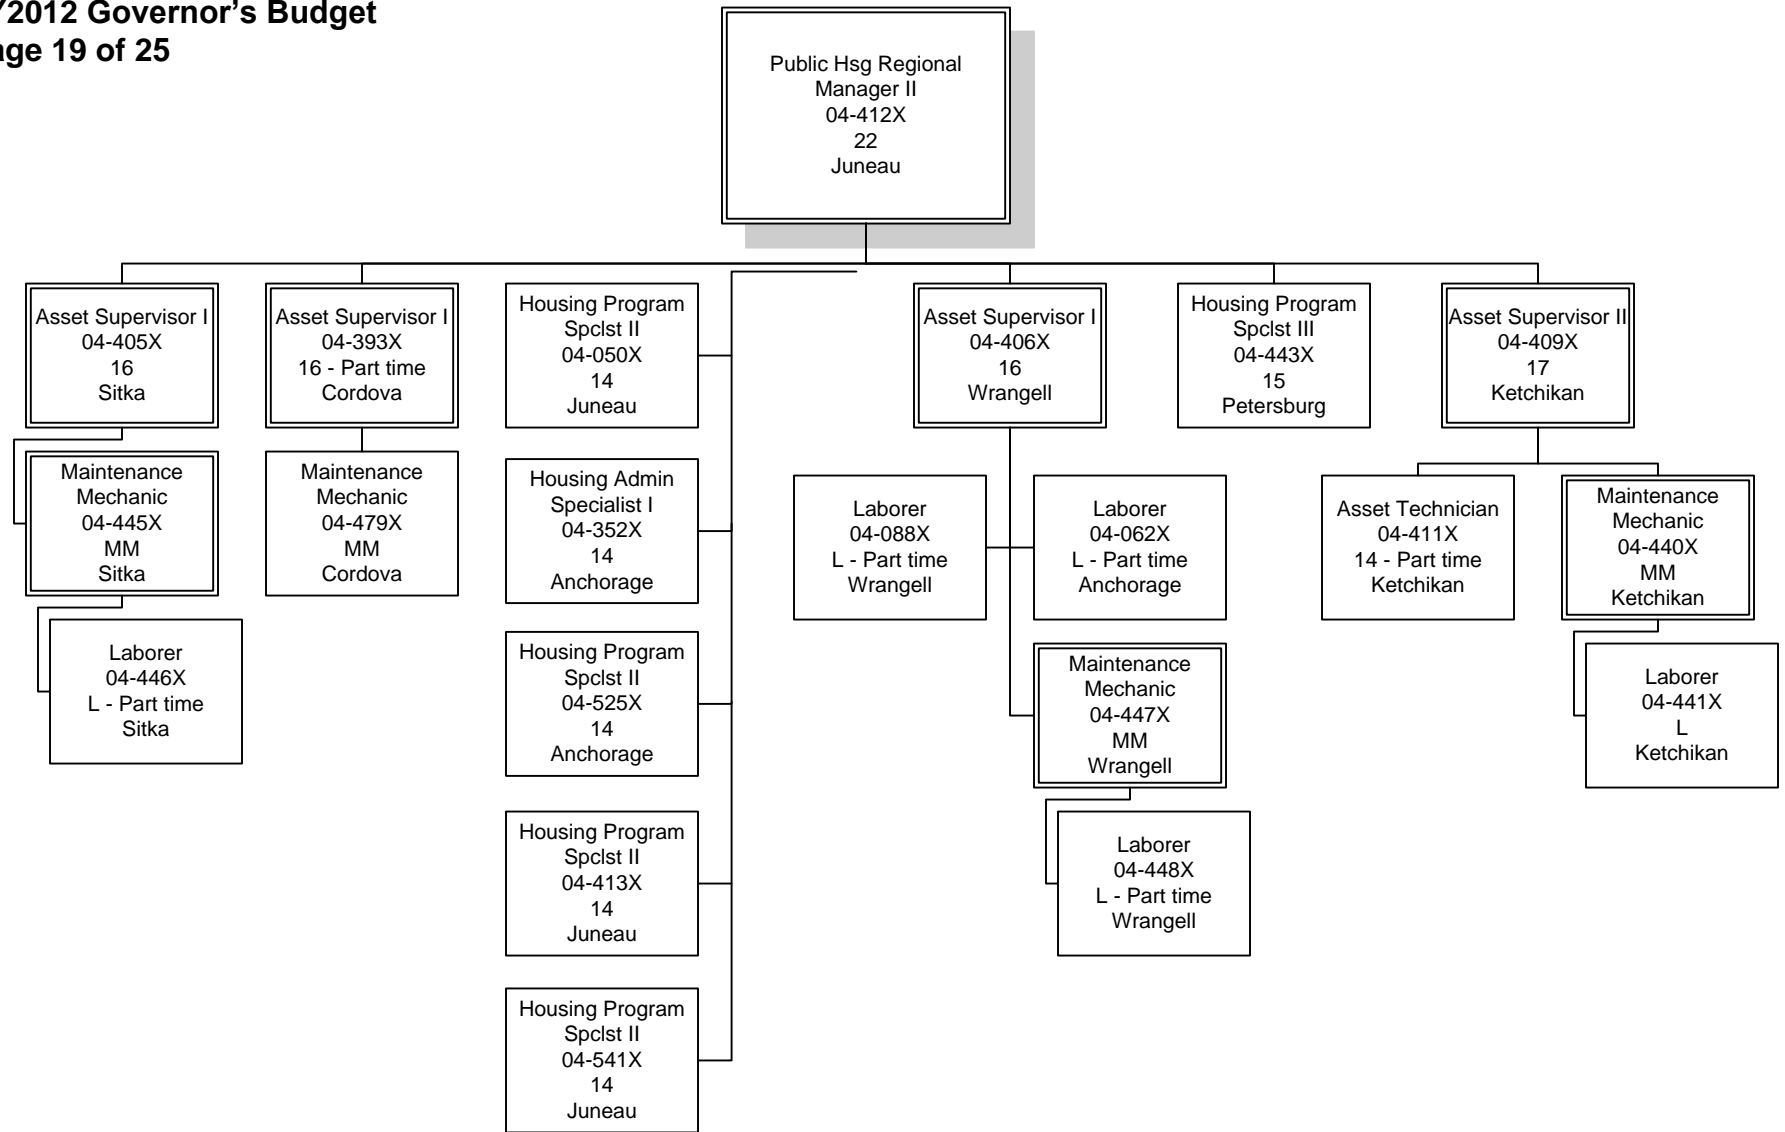 Y2012 Governor's Budget
age 19 of 25
Public Hsg Regional
Manager II
04-412X
22
Juneau
Asset Supervisor I
04-405X
16
Sitka
Maintenance
Mechanic
04-445X
MM
Sitka
Laborer
04-446X
L - Part time
Sitka
Asset Supervisor I
04-393X
16 - Part time
Cordova
Maintenance
Mechanic
04-479X
MM
Cordova
Housing Program
Spclst II
04-050X
14
Juneau
Housing Admin
Specialist I
04-352X
14
Anchorage
Housing Program
Spclst II
04-525X
14
Anchorage
Housing Program
Spclst II
04-413X
14
Juneau
Housing Program
Spclst II
04-541X
14
Juneau
Asset Supervisor I
04-406X
16
Wrangell
Laborer
04-088X
L - Part time
Wrangell
Laborer
04-062X
L - Part time
Anchorage
Maintenance
Mechanic
04-447X
MM
Wrangell
Laborer
04-448X
L - Part time
Wrangell
Housing Program
Spclst III
04-443X
15
Petersburg
Asset Supervisor II
04-409X
17
Ketchikan
Asset Technician
04-411X
14 - Part time
Ketchikan
Maintenance
Mechanic
04-440X
MM
Ketchikan
Laborer
04-441X
L
Ketchikan